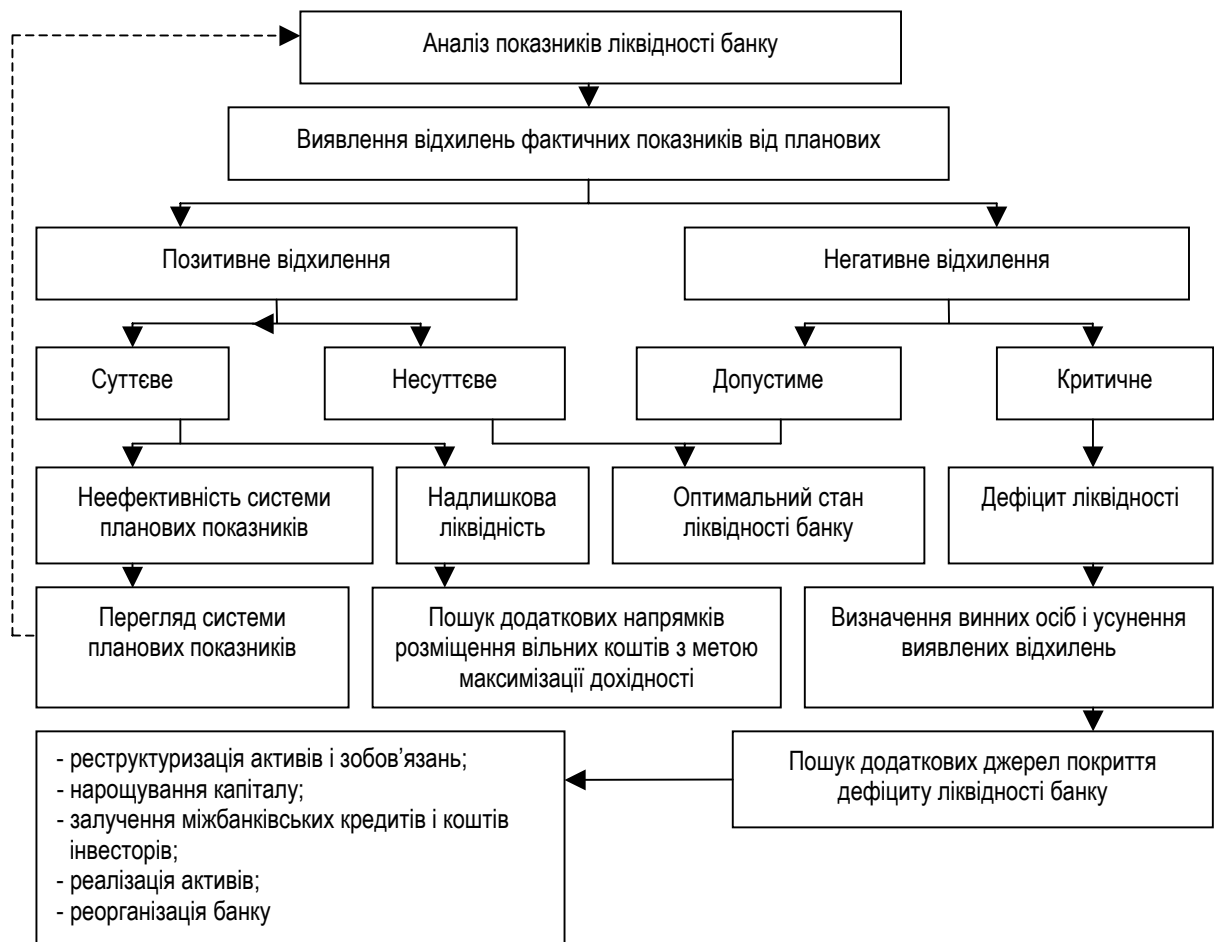 Аналіз показників ліквідності банку
Виявлення відхилень фактичних показників від планових
Позитивне відхилення
Негативне відхилення
Суттєве
Несуттєве
Допустиме
Критичне
Неефективність системи
планових показників
Надлишкова
ліквідність
Оптимальний стан
ліквідності банку
Дефіцит ліквідності
Перегляд системи
планових показників
Пошук додаткових напрямків
розміщення вільних коштів з метою
максимізації дохідності
Визначення винних осіб і усунення
виявлених відхилень
- реструктуризація активів і зобов’язань;
- нарощування капіталу;
- залучення міжбанківських кредитів і коштів
інвесторів;
- реалізація активів;
- реорганізація банку
Пошук додаткових джерел покриття
дефіциту ліквідності банку